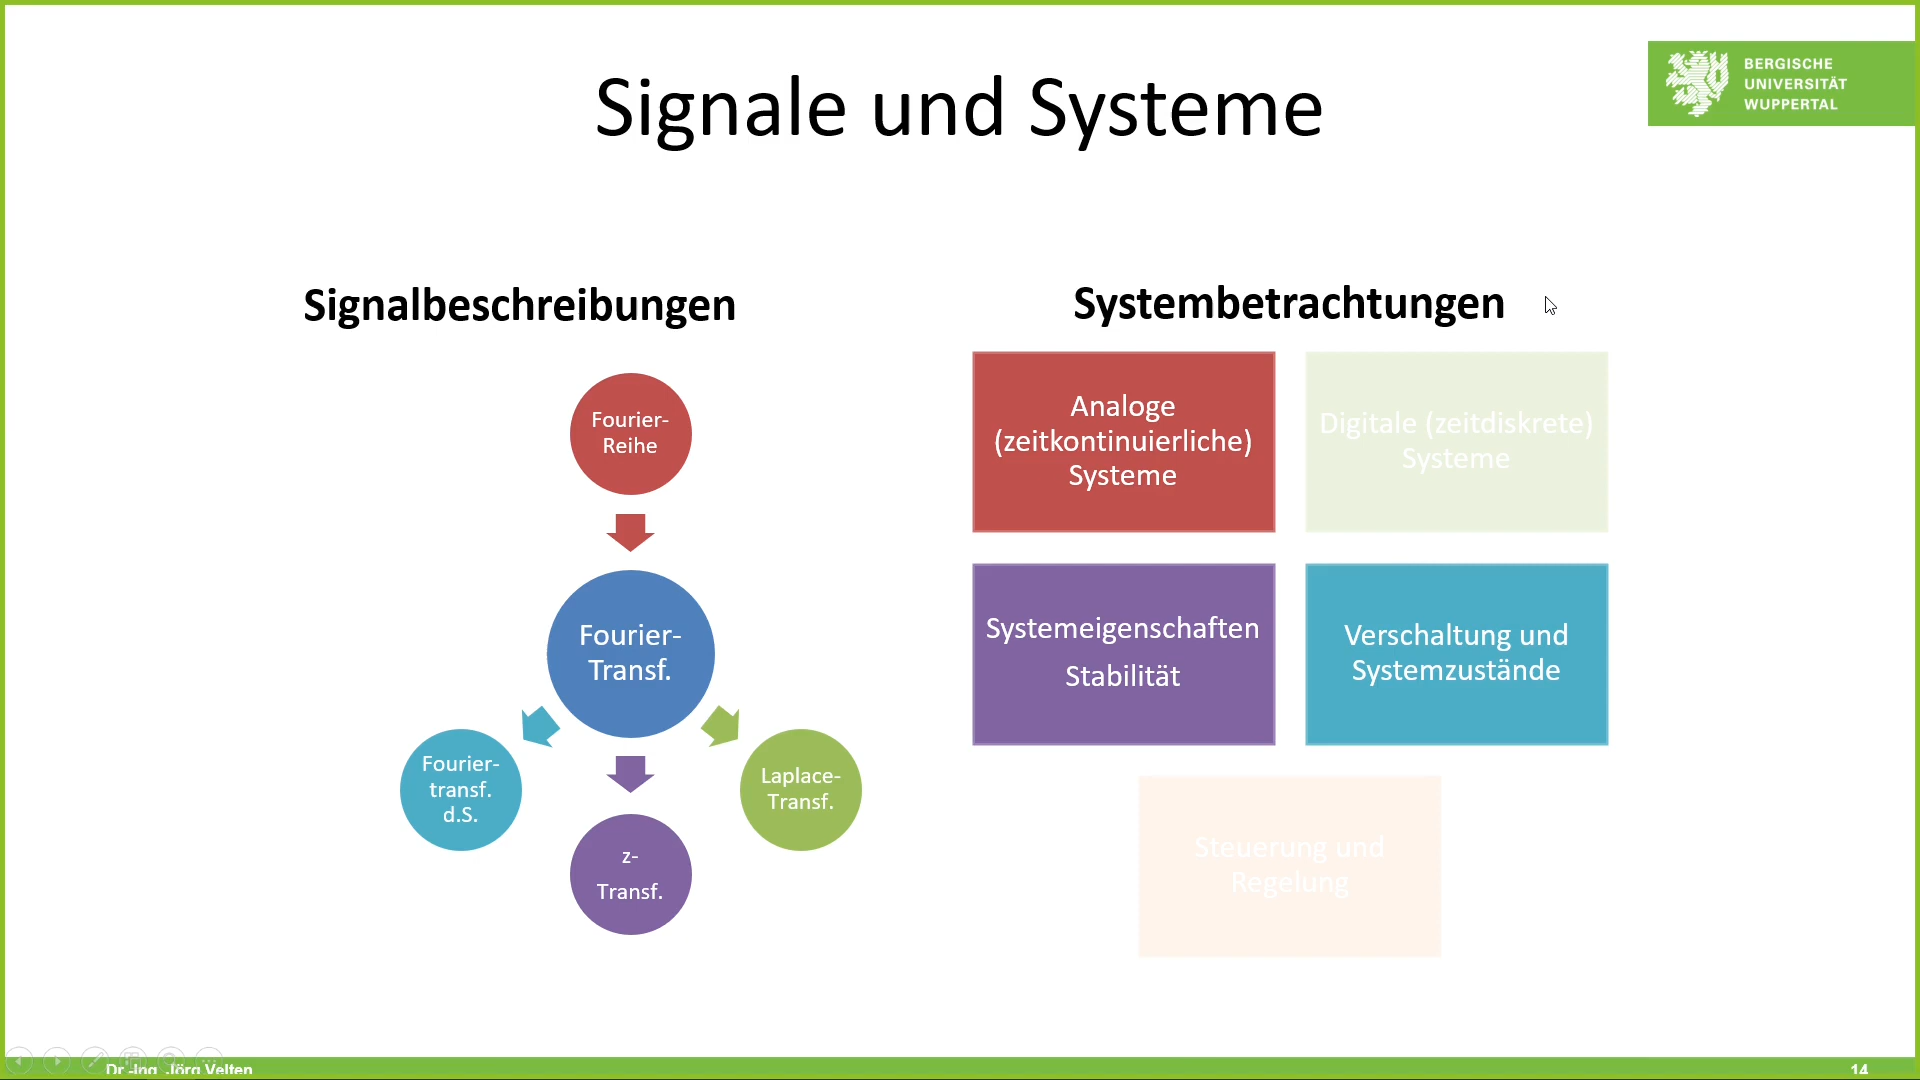 Signale und Systeme
BERGISCHE
UNIVERSITÄT
WUPPERTAL
Signalbeschreibungen
Fourier-
Reihe
Fourier-
Transf.
Fourier-
transf.
d.S.
z-
Transf.
Laplace-
Transf.
Systembetrachtungen
Analoge
(zeitkontinuierliche)
Systeme
Digitale (zeitdiskrete)
Systeme
Systemeigenschaften
Stabilität
Verschaltung und
Systemzustände
Steuerung und
Regelung
Dr.-Ing. Jörg Velten
14